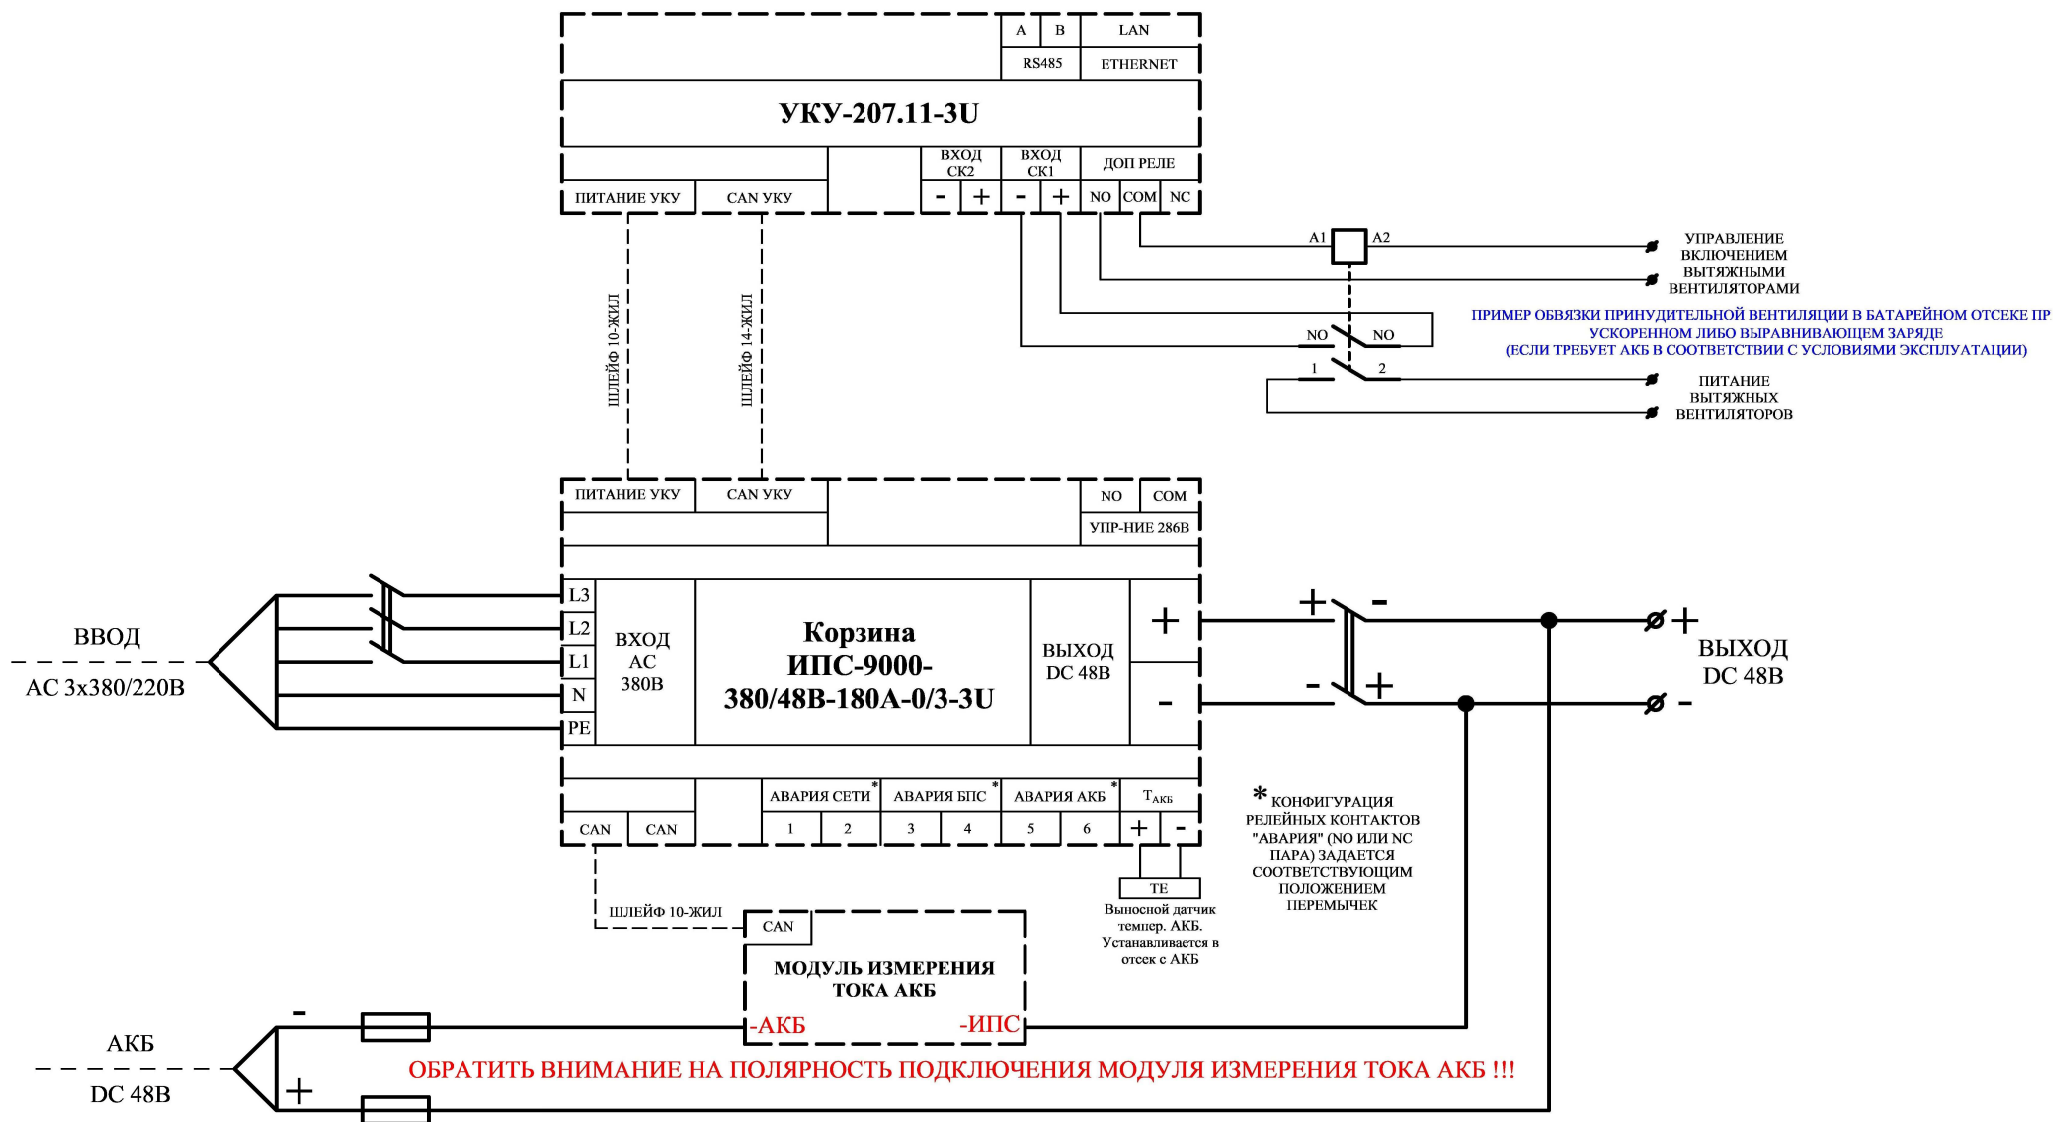 A B LAN
RS485 ETHERNET
УКУ-207.11-3U
ВХОД СК2 ВХОД СК1 ДОП РЕЛЕ
ПИТАНИЕ УКУ CAN УКУ - + - + NO COM NC
A1 A2
УПРАВЛЕНИЕ
ВКЛЮЧЕНИЕМ
ВЫТЯЖНЫМИ
ВЕНТИЛЯТОРАМИ
ШЛЕЙФ 10-ЖИЛ
ШЛЕЙФ 14-ЖИЛ
ПРИМЕР ОБВЯЗКИ ПРИНУДИТЕЛЬНОЙ ВЕНТИЛЯЦИИ В БАТАРЕЙНОМ ОТСЕКЕ ПР
УСКОРЕННОМ ЛИБО ВЫРАВНИВАЮЩЕМ ЗАРЯДЕ
(ЕСЛИ ТРЕБУЕТ АКБ В СООТВЕТСТВИИ С УСЛОВИЯМИ ЭКСПЛУАТАЦИИ)
NO NO
1 2
ПИТАНИЕ
ВЫТЯЖНЫХ
ВЕНТИЛЯТОРОВ
ПИТАНИЕ УКУ CAN УКУ NO COM
УПР-НИЕ 286В
ВВОД
AC 3x380/220В
L3
L2
L1
N
PE
ВХОД
AC
380В
Корзина
ИПС-9000-
380/48В-180А-0/3-3U
ВЫХОД
DC 48В
+
-
+ -
- +
+
-
ВЫХОД
DC 48В
АВАРИЯ СЕТИ * АВАРИЯ БПС * АВАРИЯ АКБ * TАКБ
CAN CAN 1 2 3 4 5 6 + -
* КОНФИГУРАЦИЯ
РЕЛЕЙНЫХ КОНТАКТОВ
"АВАРИЯ" (NO ИЛИ NC
ПАРА) ЗАДАЕТСЯ
СООТВЕТСТВУЮЩИМ
ПОЛОЖЕНИЕМ
ПЕРЕМЫЧЕК
TE
Выносной датчик
темпер. АКБ.
Устанавливается в
отсек с АКБ
ШЛЕЙФ 10-ЖИЛ
CAN
МОДУЛЬ ИЗМЕРЕНИЯ
ТОКА АКБ
-АКБ -ИПС
-
АКБ
DC 48В
+
ОБРАТИТЬ ВНИМАНИЕ НА ПОЛЯРНОСТЬ ПОДКЛЮЧЕНИЯ МОДУЛЯ ИЗМЕРЕНИЯ ТОКА АКБ !!!